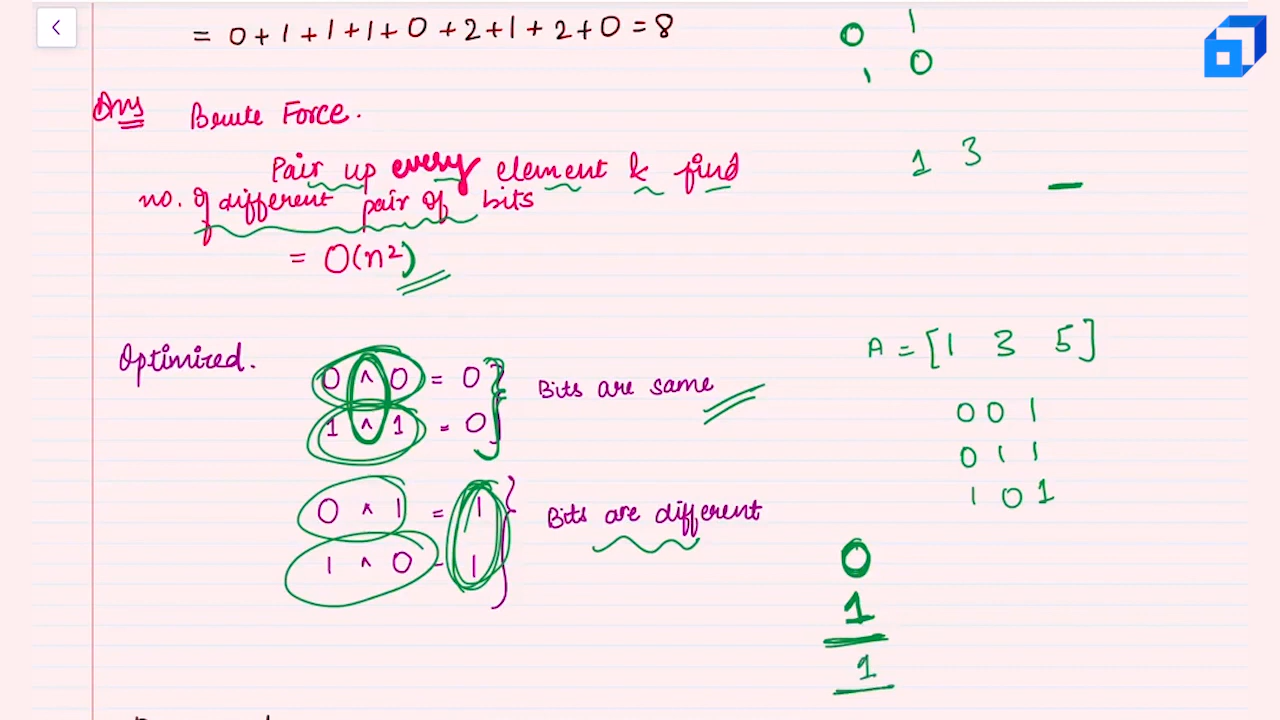 = 0+1+1+1+0+2+1+2+0=8
0 1
1 0
Ans Brute Force.
Pair up every element & find
no. of different pair of bits
= O(n²)
1 3
Optimized.
0 ^ 0 = 0
1 ^ 1 = 0
Bits are same
0 ^ 1 = 1
1 ^ 0 = 1
Bits are different
A = [1 3 5]
0 0 1
0 1 1
1 0 1
0
1
1